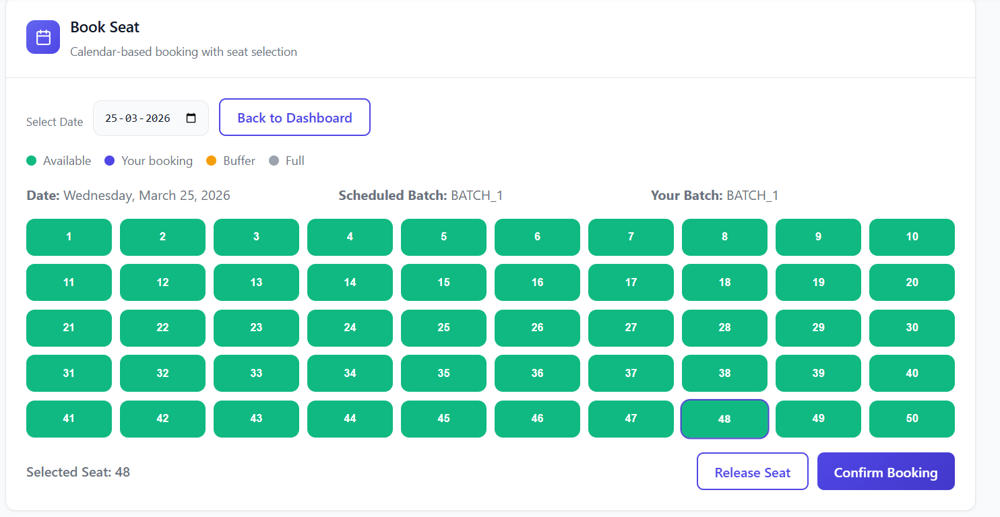 Book Seat
Calendar-based booking with seat selection
Select Date 25-03-2026 Back to Dashboard
Available Your booking Buffer Full
Date: Wednesday, March 25, 2026 Scheduled Batch: BATCH_1 Your Batch: BATCH_1
1 2 3 4 5 6 7 8 9 10
11 12 13 14 15 16 17 18 19 20
21 22 23 24 25 26 27 28 29 30
31 32 33 34 35 36 37 38 39 40
41 42 43 44 45 46 47 48 49 50
Selected Seat: 48 Release Seat Confirm Booking